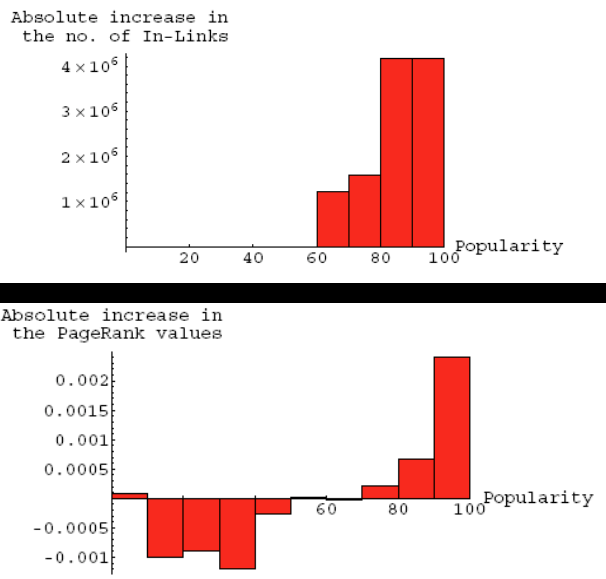 Absolute increase in
the no. of In-Links
4×10⁶
3×10⁶
2×10⁶
1×10⁶
Popularity
20 40 60 80 100
Absolute increase in
the PageRank values
0.002
0.0015
0.001
0.0005
Popularity
60 80 100
-0.0005
-0.001